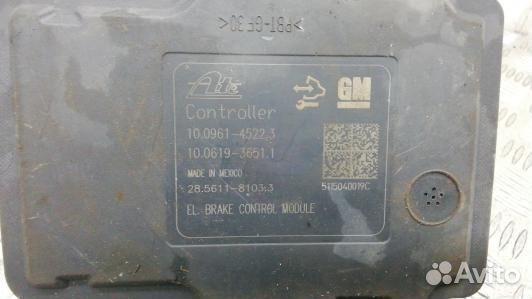 >PBT-GF30<
Ate
GM
Controller
10.0961-4522.3
10.0619-3651.1
MADE IN MEXICO
28.5611-8103.3
5115040019C
EL. BRAKE CONTROL MODULE
Avito